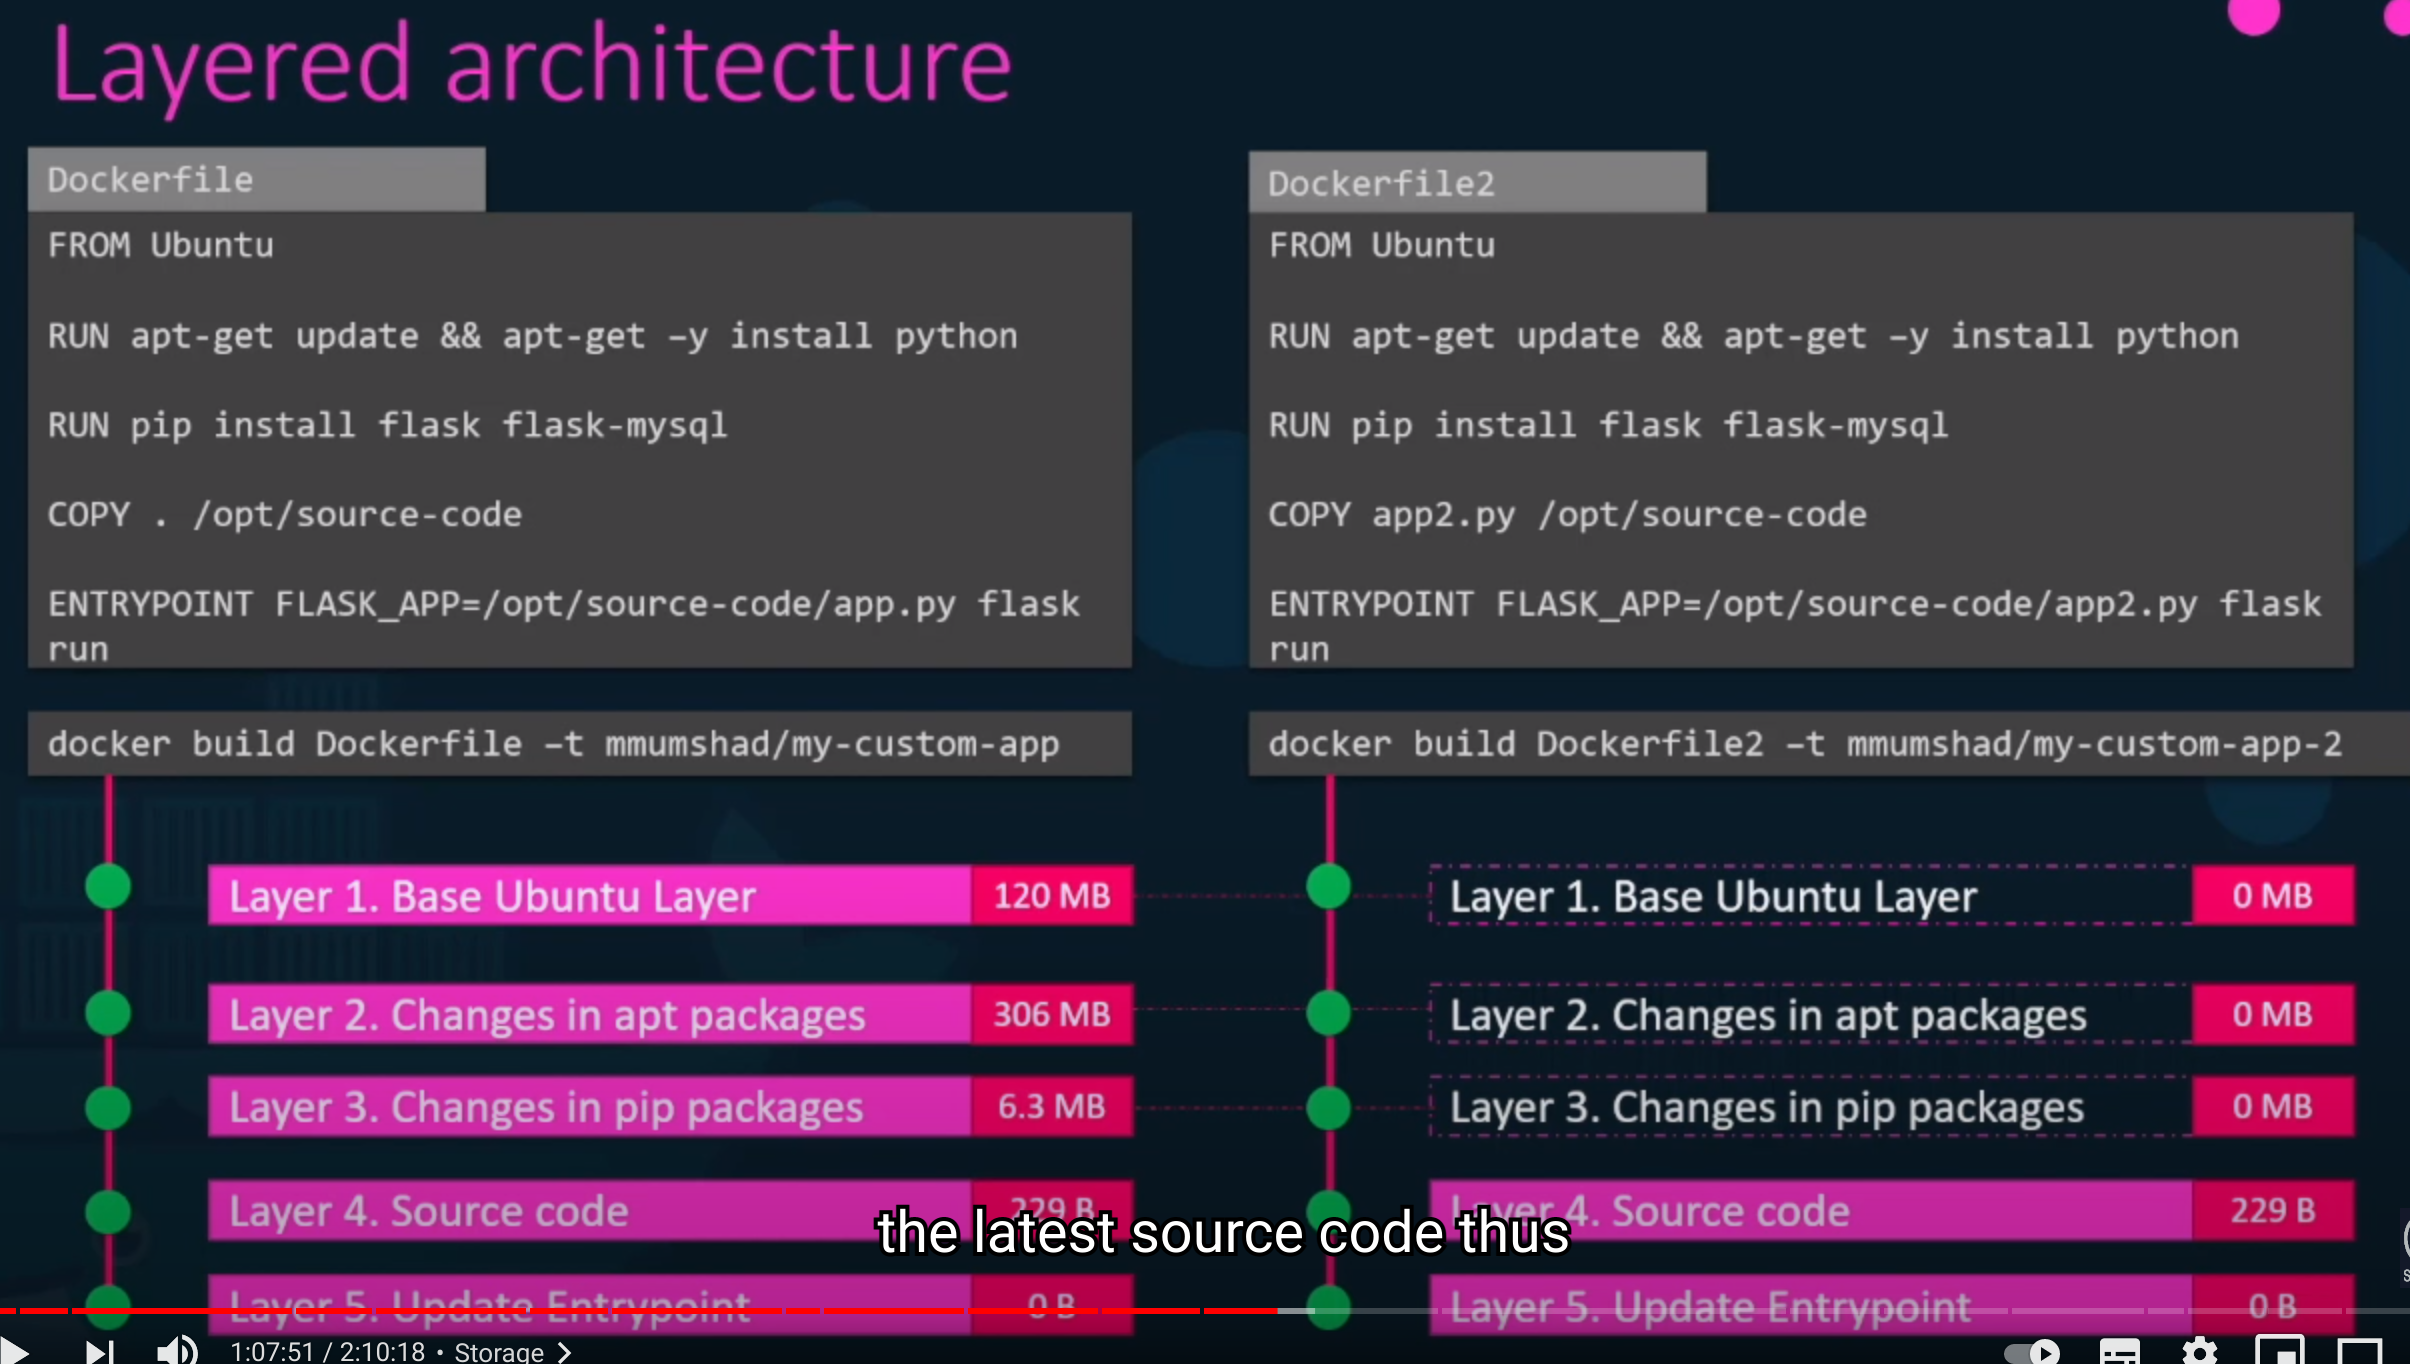 Layered architecture
Dockerfile
FROM Ubuntu
RUN apt-get update && apt-get –y install python
RUN pip install flask flask-mysql
COPY . /opt/source-code
ENTRYPOINT FLASK_APP=/opt/source-code/app.py flask
run
docker build Dockerfile –t mmumshad/my-custom-app
Layer 1. Base Ubuntu Layer 120 MB
Layer 2. Changes in apt packages 306 MB
Layer 3. Changes in pip packages 6.3 MB
Layer 4. Source code 229 B
Layer 5. Update Entrypoint 0 B
Dockerfile2
FROM Ubuntu
RUN apt-get update && apt-get –y install python
RUN pip install flask flask-mysql
COPY app2.py /opt/source-code
ENTRYPOINT FLASK_APP=/opt/source-code/app2.py flask
run
docker build Dockerfile2 –t mmumshad/my-custom-app-2
Layer 1. Base Ubuntu Layer 0 MB
Layer 2. Changes in apt packages 0 MB
Layer 3. Changes in pip packages 0 MB
Layer 4. Source code 229 B
Layer 5. Update Entrypoint 0 B
the latest source code thus
1:07:51 / 2:10:18 • Storage